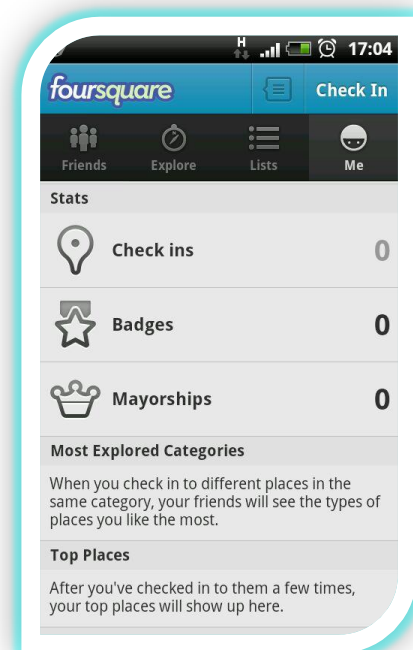 H
17:04
foursquare
Check In
Friends
Explore
Lists
Me
Stats
Check ins
0
Badges
0
Mayorships
0
Most Explored Categories
When you check in to different places in the
same category, your friends will see the types of
places you like the most.
Top Places
After you've checked in to them a few times,
your top places will show up here.